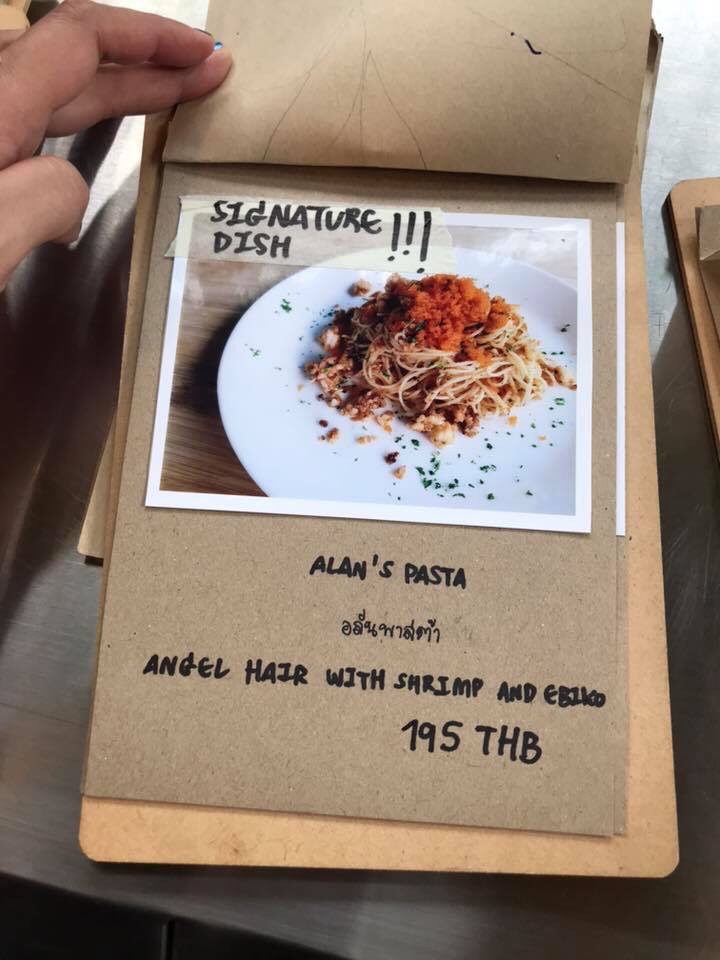 SIGNATURE
DISH !!!
ALAN'S PASTA
อลันพาสต้า
ANGEL HAIR WITH SHRIMP AND EBIKO
195 THB